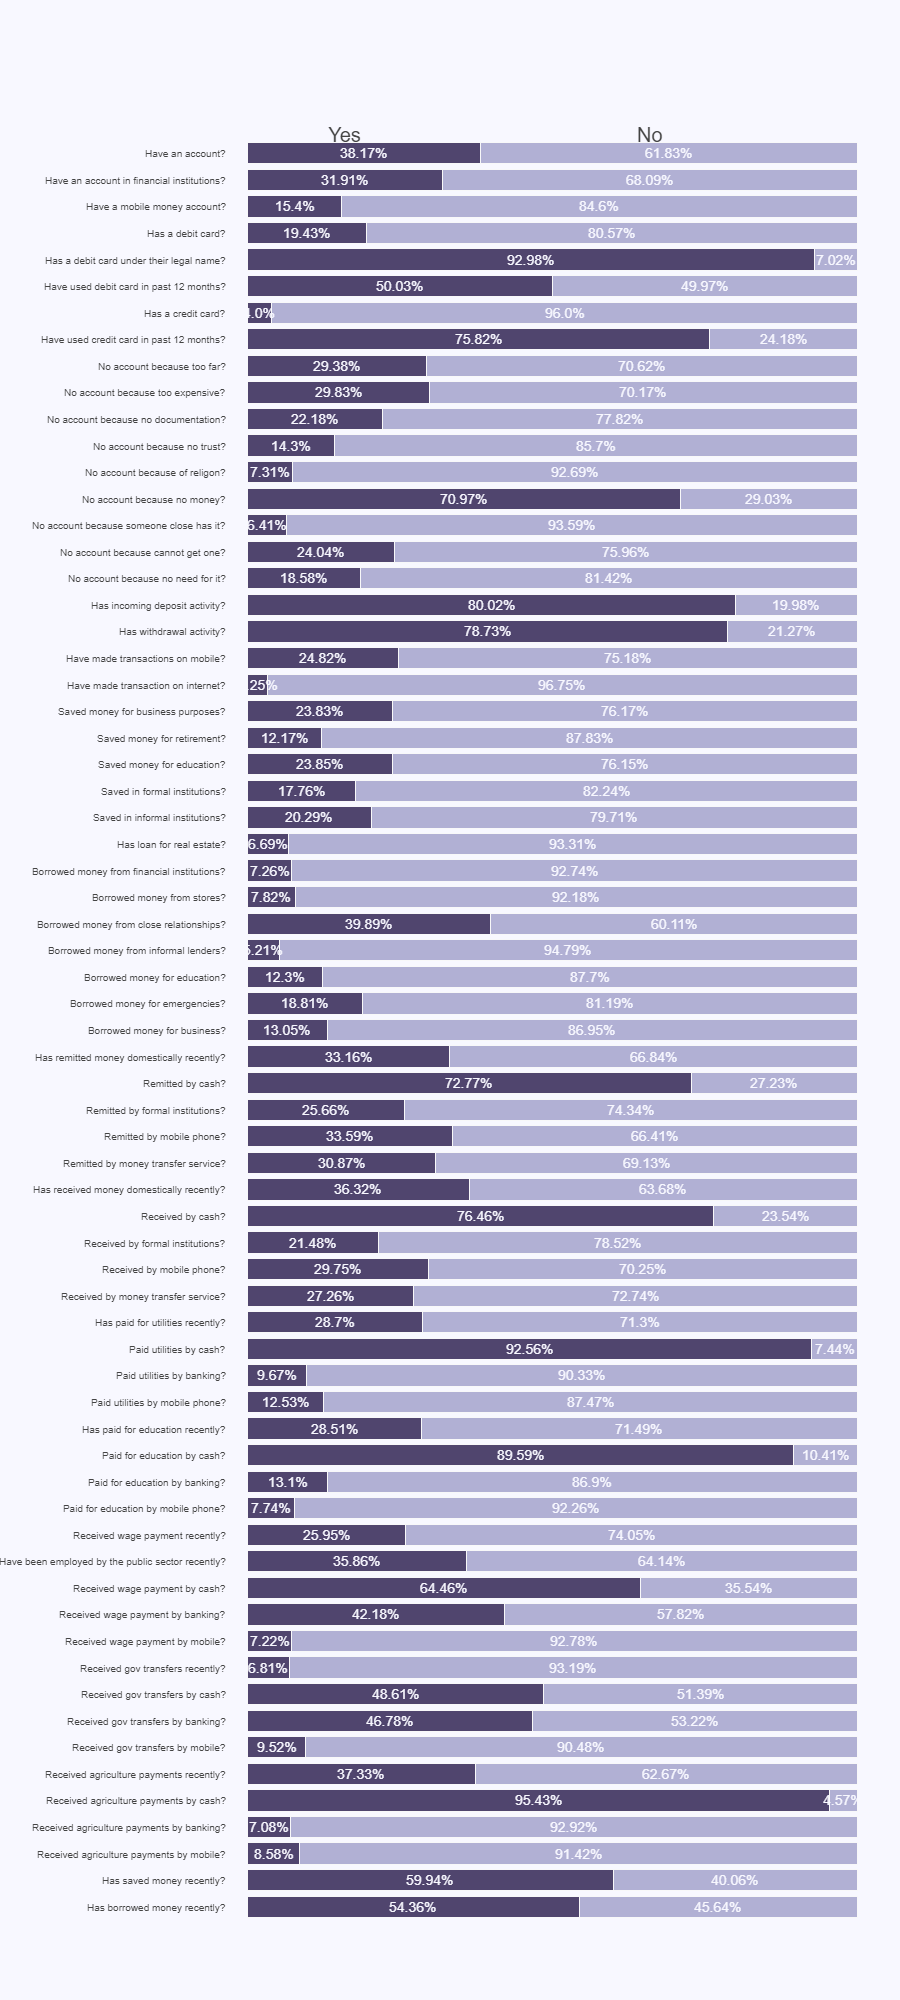 Yes No
Have an account? 38.17% 61.83%
Have an account in financial institutions? 31.91% 68.09%
Have a mobile money account? 15.4% 84.6%
Has a debit card? 19.43% 80.57%
Has a debit card under their legal name? 92.98% 7.02%
Have used debit card in past 12 months? 50.03% 49.97%
Has a credit card? 4.0% 96.0%
Have used credit card in past 12 months? 75.82% 24.18%
No account because too far? 29.38% 70.62%
No account because too expensive? 29.83% 70.17%
No account because no documentation? 22.18% 77.82%
No account because no trust? 14.3% 85.7%
No account because of religon? 7.31% 92.69%
No account because no money? 70.97% 29.03%
No account because someone close has it? 6.41% 93.59%
No account because cannot get one? 24.04% 75.96%
No account because no need for it? 18.58% 81.42%
Has incoming deposit activity? 80.02% 19.98%
Has withdrawal activity? 78.73% 21.27%
Have made transactions on mobile? 24.82% 75.18%
Have made transaction on internet? .25% 96.75%
Saved money for business purposes? 23.83% 76.17%
Saved money for retirement? 12.17% 87.83%
Saved money for education? 23.85% 76.15%
Saved in formal institutions? 17.76% 82.24%
Saved in informal institutions? 20.29% 79.71%
Has loan for real estate? 6.69% 93.31%
Borrowed money from financial institutions? 7.26% 92.74%
Borrowed money from stores? 7.82% 92.18%
Borrowed money from close relationships? 39.89% 60.11%
Borrowed money from informal lenders? 5.21% 94.79%
Borrowed money for education? 12.3% 87.7%
Borrowed money for emergencies? 18.81% 81.19%
Borrowed money for business? 13.05% 86.95%
Has remitted money domestically recently? 33.16% 66.84%
Remitted by cash? 72.77% 27.23%
Remitted by formal institutions? 25.66% 74.34%
Remitted by mobile phone? 33.59% 66.41%
Remitted by money transfer service? 30.87% 69.13%
Has received money domestically recently? 36.32% 63.68%
Received by cash? 76.46% 23.54%
Received by formal institutions? 21.48% 78.52%
Received by mobile phone? 29.75% 70.25%
Received by money transfer service? 27.26% 72.74%
Has paid for utilities recently? 28.7% 71.3%
Paid utilities by cash? 92.56% 7.44%
Paid utilities by banking? 9.67% 90.33%
Paid utilities by mobile phone? 12.53% 87.47%
Has paid for education recently? 28.51% 71.49%
Paid for education by cash? 89.59% 10.41%
Paid for education by banking? 13.1% 86.9%
Paid for education by mobile phone? 7.74% 92.26%
Received wage payment recently? 25.95% 74.05%
Have been employed by the public sector recently? 35.86% 64.14%
Received wage payment by cash? 64.46% 35.54%
Received wage payment by banking? 42.18% 57.82%
Received wage payment by mobile? 7.22% 92.78%
Received gov transfers recently? 6.81% 93.19%
Received gov transfers by cash? 48.61% 51.39%
Received gov transfers by banking? 46.78% 53.22%
Received gov transfers by mobile? 9.52% 90.48%
Received agriculture payments recently? 37.33% 62.67%
Received agriculture payments by cash? 95.43% 4.57%
Received agriculture payments by banking? 7.08% 92.92%
Received agriculture payments by mobile? 8.58% 91.42%
Has saved money recently? 59.94% 40.06%
Has borrowed money recently? 54.36% 45.64%